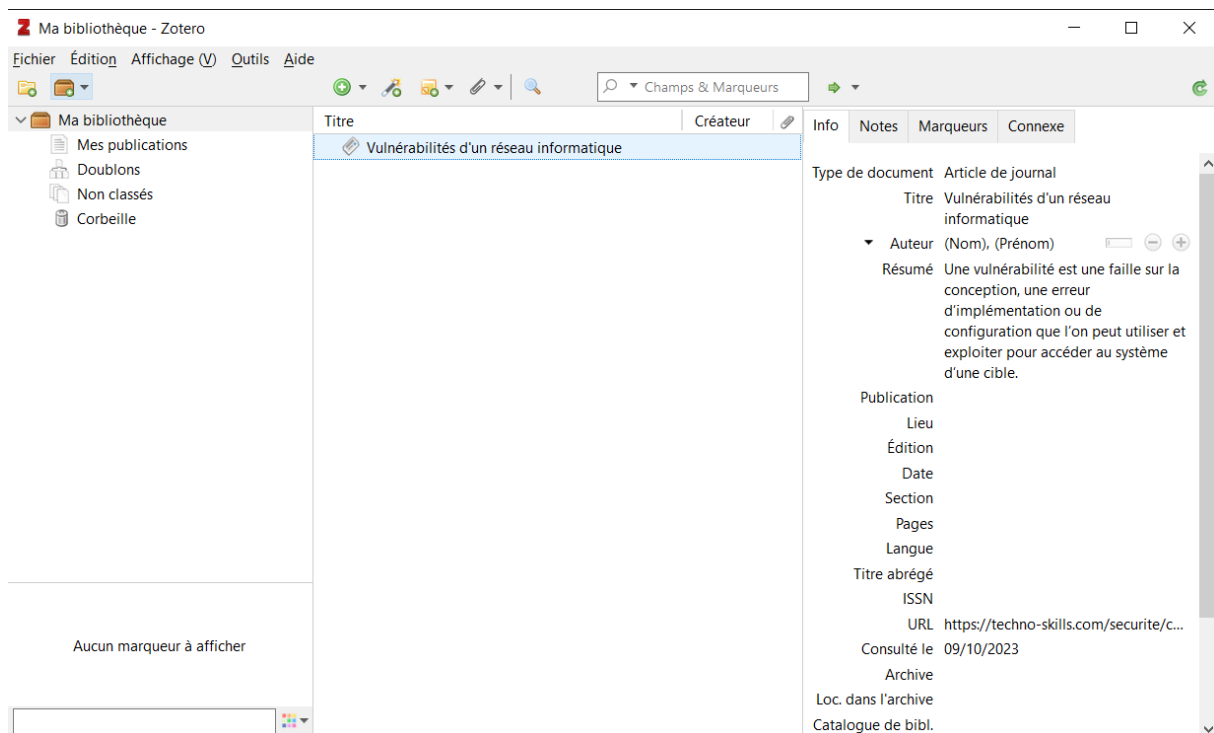 Ma bibliothèque - Zotero
Fichier Édition Affichage (V) Outils Aide
Champs & Marqueurs
Ma bibliothèque
Mes publications
Doublons
Non classés
Corbeille
Aucun marqueur à afficher
Titre Créateur
Vulnérabilités d'un réseau informatique
Info Notes Marqueurs Connexe
Type de document Article de journal
Titre Vulnérabilités d'un réseau
informatique
Auteur (Nom), (Prénom)
Résumé Une vulnérabilité est une faille sur la
conception, une erreur
d'implémentation ou de
configuration que l'on peut utiliser et
exploiter pour accéder au système
d'une cible.
Publication
Lieu
Édition
Date
Section
Pages
Langue
Titre abrégé
ISSN
URL https://techno-skills.com/securite/c...
Consulté le 09/10/2023
Archive
Loc. dans l'archive
Catalogue de bibl.